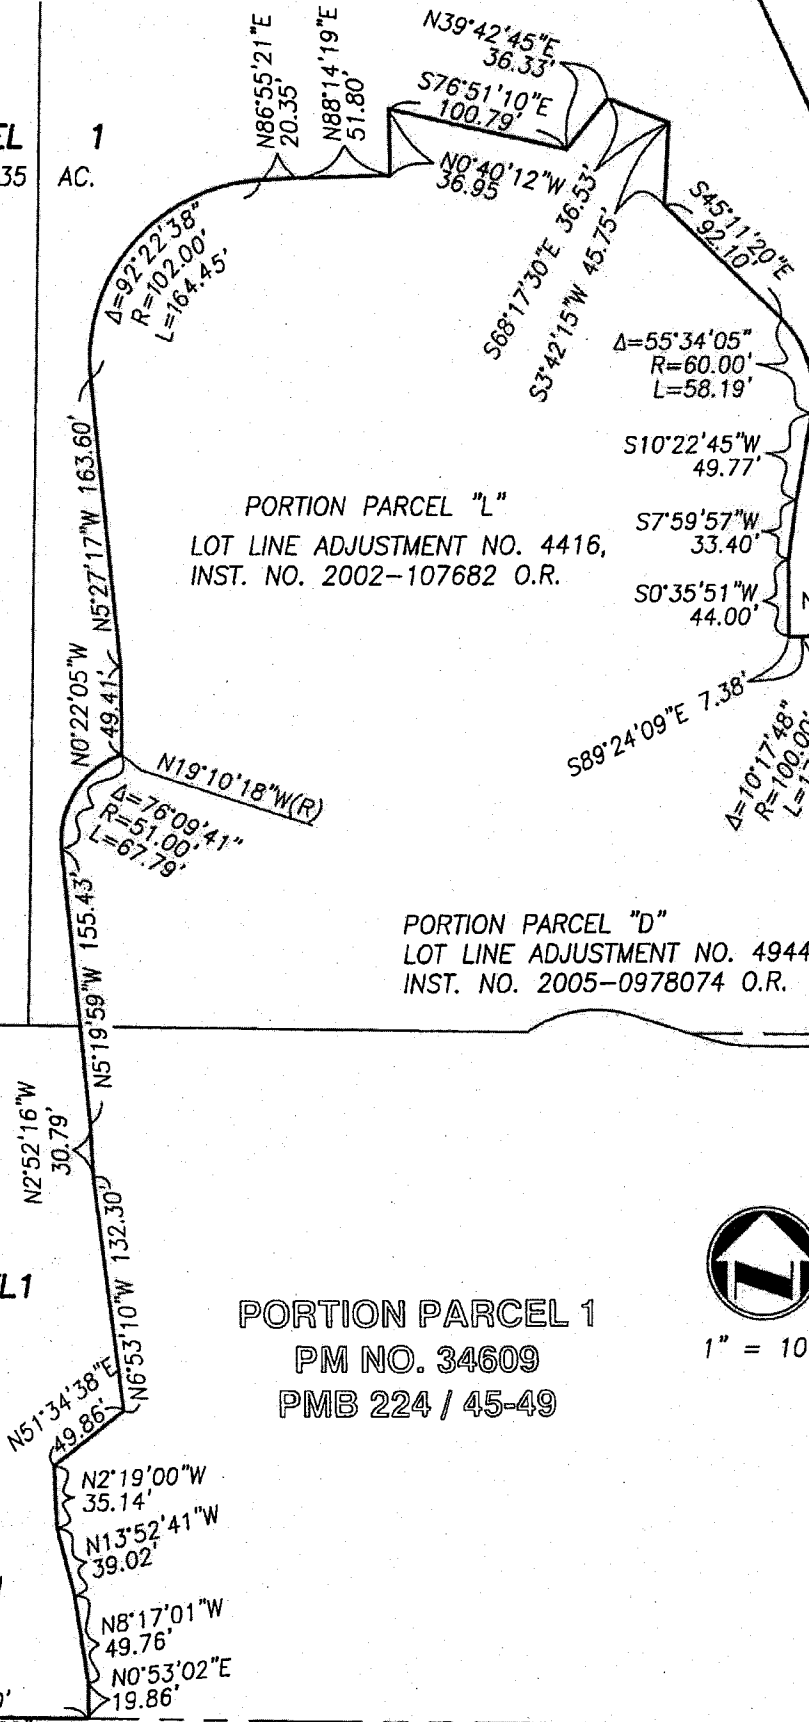 N39°42'45"E
36.33'
S76°51'10"E
100.79'
N86°55'21"E
20.35'
N88°14'19"E
51.80'
1
35 AC.
N0°40'12"W
36.95
S68°17'30"E 36.53'
S3°42'15"W 45.75'
S45°11'20"E
92.10'
Δ=92°22'38"
R=102.00'
L=164.45'
Δ=55°34'05"
R=60.00'
L=58.19'
S10°22'45"W
49.77'
N5°27'17"W 163.60'
PORTION PARCEL "L"
LOT LINE ADJUSTMENT NO. 4416,
INST. NO. 2002-107682 O.R.
S7°59'57"W
33.40'
S0°35'51"W
44.00'
N
N0°22'05"W
49.41'
S89°24'09"E 7.38'
N19°10'18"W(R)
Δ=76°09'41"
R=51.00'
L=67.79'
Δ=10°17'48"
R=100.00'
N5°19'59"W 155.43'
PORTION PARCEL "D"
LOT LINE ADJUSTMENT NO. 4944
INST. NO. 2005-0978074 O.R.
N2°52'16"W
30.79'
N6°53'10"W 132.30'
L1
PORTION PARCEL 1
PM NO. 34609
PMB 224 / 45-49
1" = 10
N51°34'38"E
49.86'
N2°19'00"W
35.14'
N13°52'41"W
39.02'
N8°17'01"W
49.76'
N0°53'02"E
19.86'